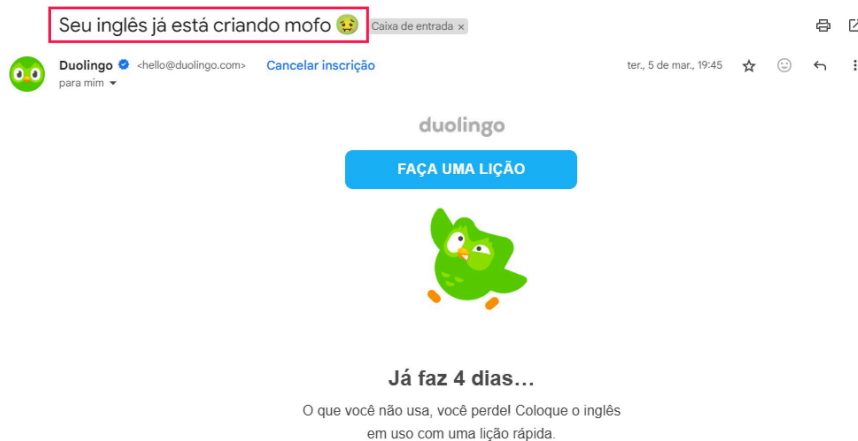 Seu inglês já está criando mofo 🤢 Caixa de entrada ×
Duolingo <hello@duolingo.com> Cancelar inscrição ter., 5 de mar., 19:45
para mim
duolingo
FAÇA UMA LIÇÃO
Já faz 4 dias...
O que você não usa, você perde! Coloque o inglês
em uso com uma lição rápida.